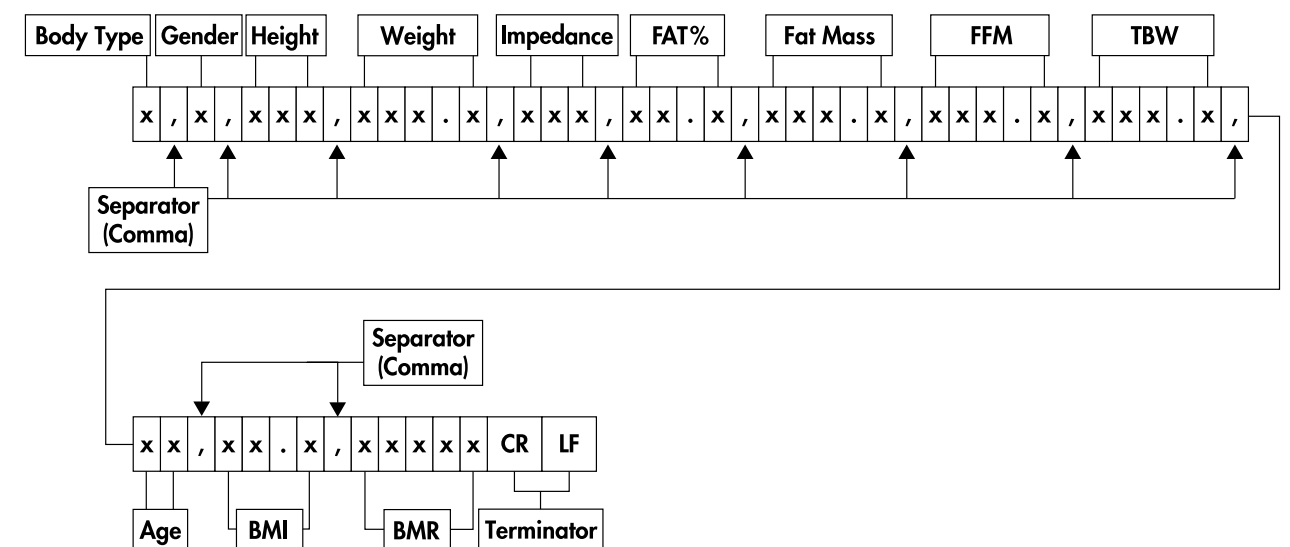 Body Type Gender Height Weight Impedance FAT% Fat Mass FFM TBW
x , x , x x x , x x x . x , x x x , x x . x , x x x . x , x x x . x , x x x . x ,
Separator
(Comma)
Separator
(Comma)
x x , x x . x , x x x x x CR LF
Age BMI BMR Terminator